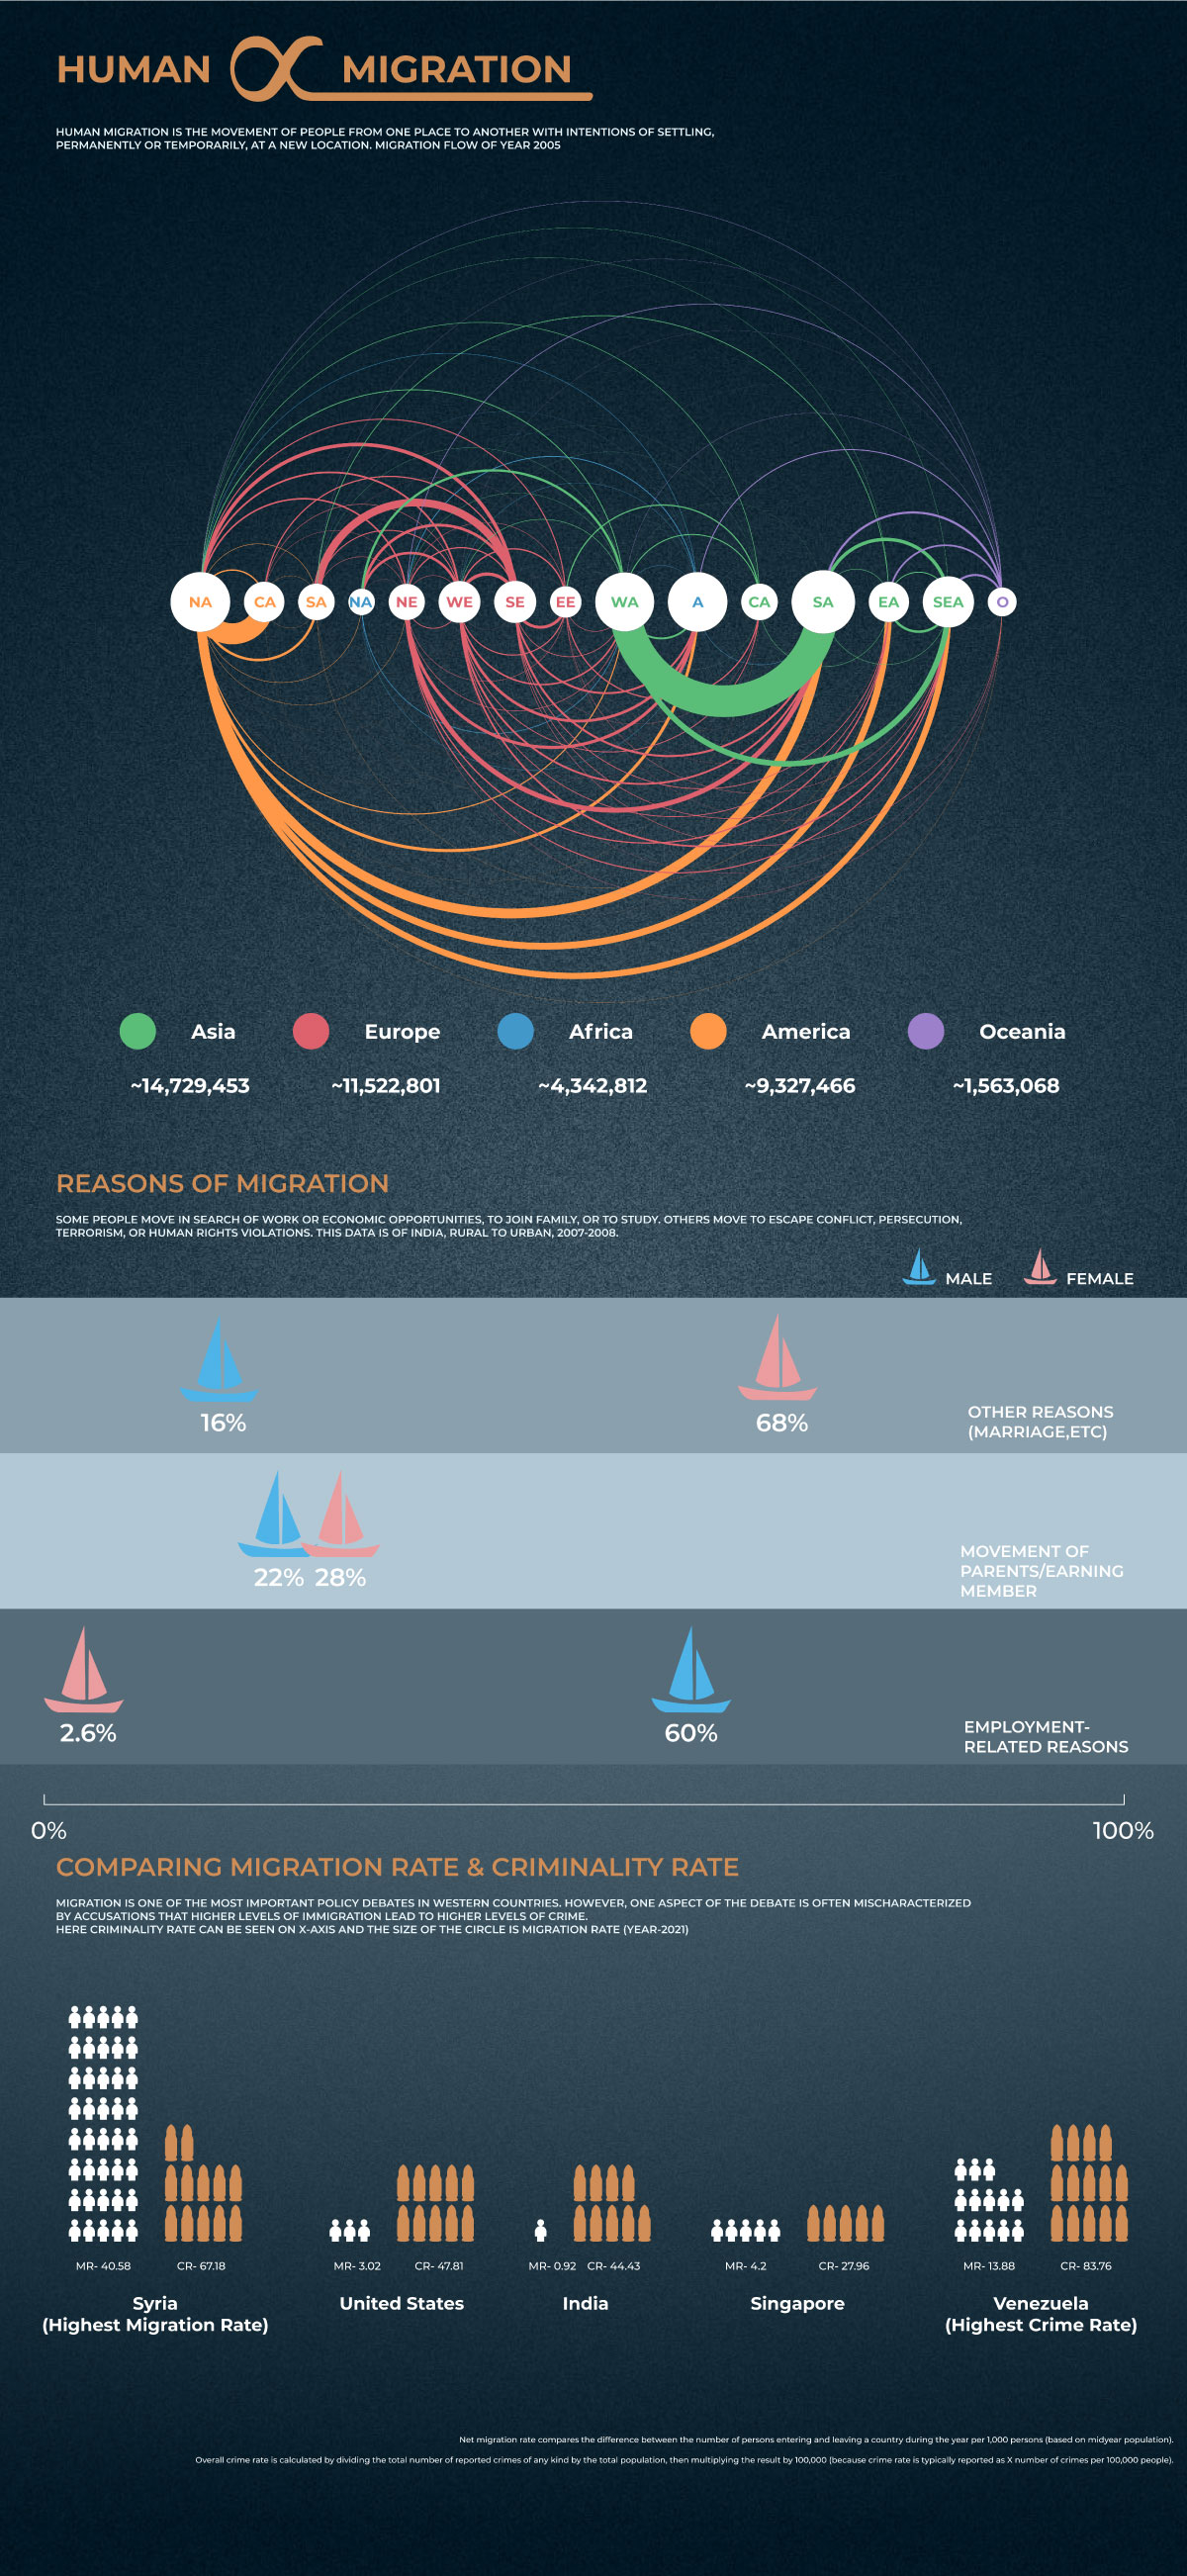 HUMAN MIGRATION
HUMAN MIGRATION IS THE MOVEMENT OF PEOPLE FROM ONE PLACE TO ANOTHER WITH INTENTIONS OF SETTLING,
PERMANENTLY OR TEMPORARILY, AT A NEW LOCATION. MIGRATION FLOW OF YEAR 2005
NA CA SA NA NE WE SE EE WA A CA SA EA SEA O
Asia Europe Africa America Oceania
~14,729,453 ~11,522,801 ~4,342,812 ~9,327,466 ~1,563,068
REASONS OF MIGRATION
SOME PEOPLE MOVE IN SEARCH OF WORK OR ECONOMIC OPPORTUNITIES, TO JOIN FAMILY, OR TO STUDY. OTHERS MOVE TO ESCAPE CONFLICT, PERSECUTION,
TERRORISM, OR HUMAN RIGHTS VIOLATIONS. THIS DATA IS OF INDIA, RURAL TO URBAN, 2007-2008.
MALE FEMALE
16% 68%
OTHER REASONS
(MARRIAGE,ETC)
22% 28%
MOVEMENT OF
PARENTS/EARNING
MEMBER
2.6% 60%
EMPLOYMENT-
RELATED REASONS
0% 100%
COMPARING MIGRATION RATE & CRIMINALITY RATE
MIGRATION IS ONE OF THE MOST IMPORTANT POLICY DEBATES IN WESTERN COUNTRIES. HOWEVER, ONE ASPECT OF THE DEBATE IS OFTEN MISCHARACTERIZED
BY ACCUSATIONS THAT HIGHER LEVELS OF IMMIGRATION LEAD TO HIGHER LEVELS OF CRIME.
HERE CRIMINALITY RATE CAN BE SEEN ON X-AXIS AND THE SIZE OF THE CIRCLE IS MIGRATION RATE (YEAR-2021)
MR- 40.58 CR- 67.18 MR- 3.02 CR- 47.81 MR- 0.92 CR- 44.43 MR- 4.2 CR- 27.96 MR- 13.88 CR- 83.76
Syria United States India Singapore Venezuela
(Highest Migration Rate) (Highest Crime Rate)
Net migration rate compares the difference between the number of persons entering and leaving a country during the year per 1,000 persons (based on midyear population).
Overall crime rate is calculated by dividing the total number of reported crimes of any kind by the total population, then multiplying the result by 100,000 (because crime rate is typically reported as X number of crimes per 100,000 people).